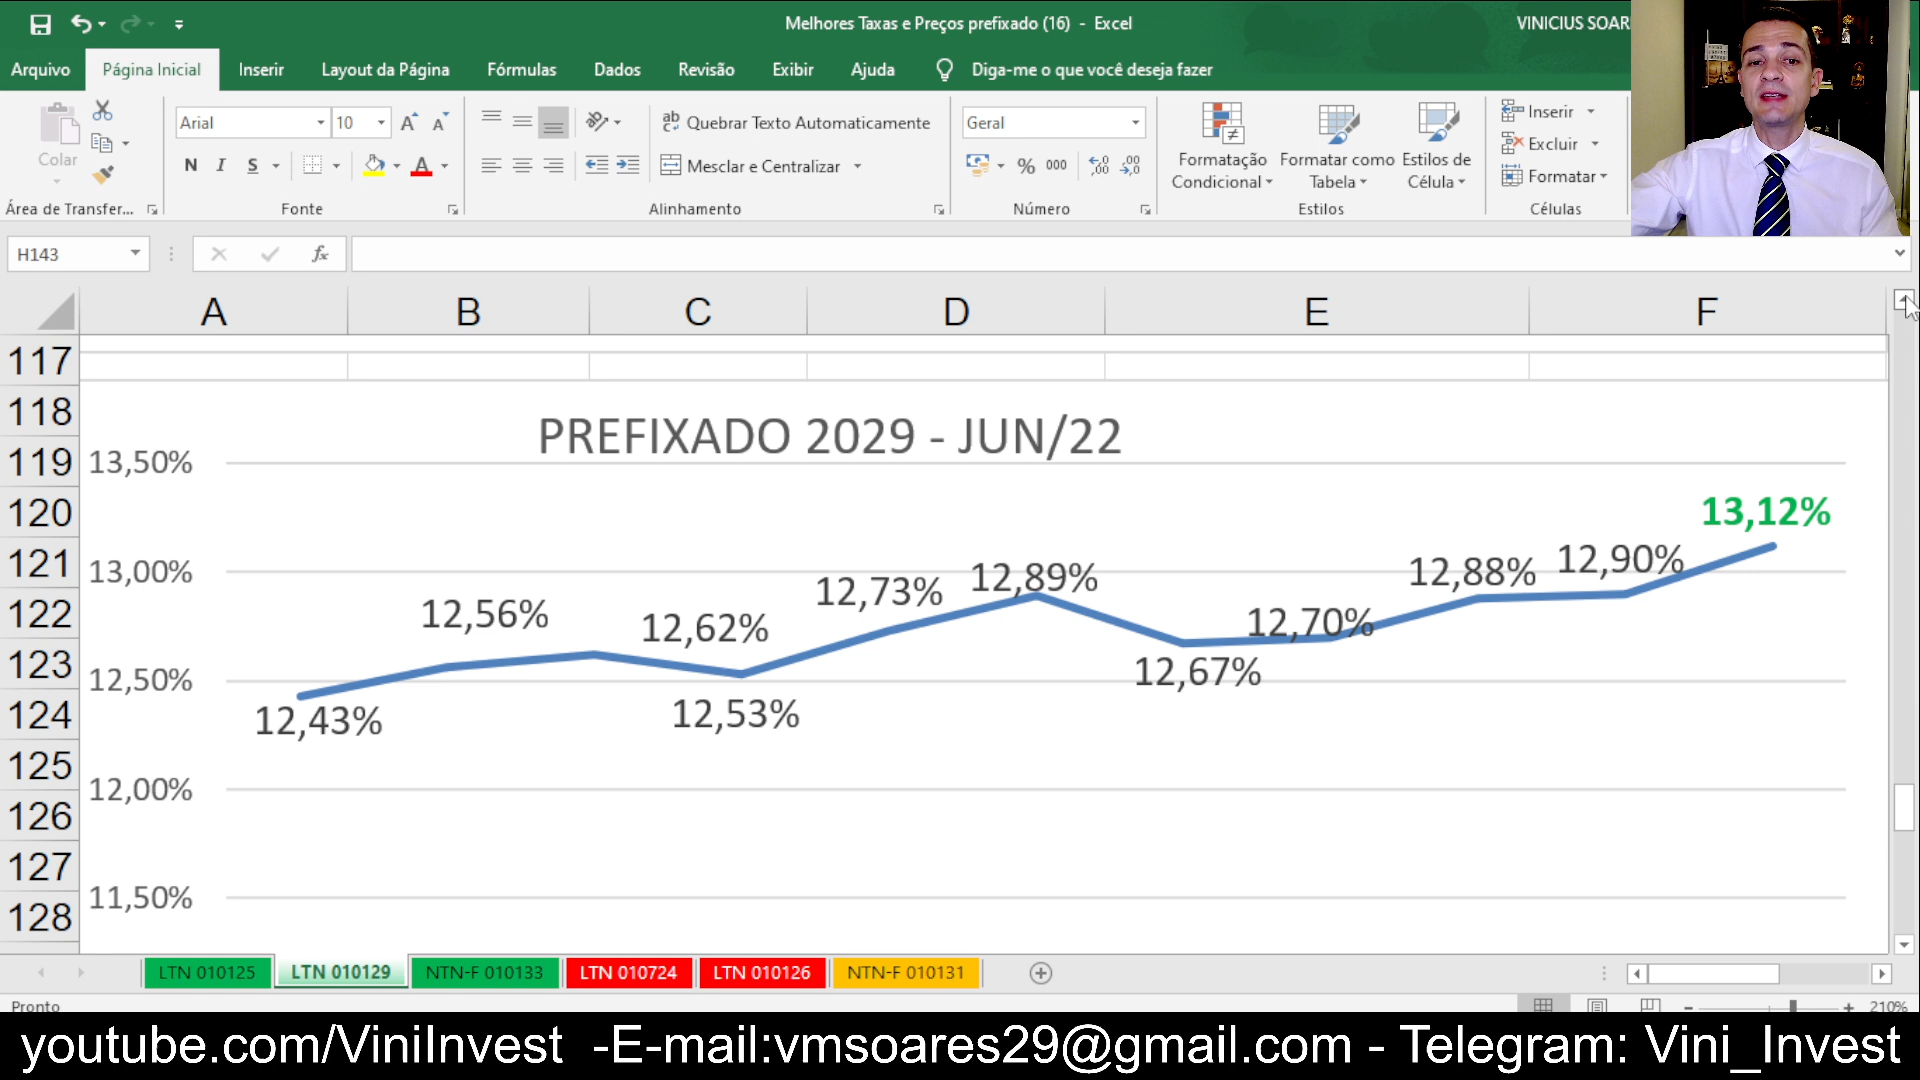 Melhores Taxas e Preços prefixado (16) - Excel
VINICIUS SOAR
Arquivo Página Inicial Inserir Layout da Página Fórmulas Dados Revisão Exibir Ajuda Diga-me o que você deseja fazer
Colar
Área de Transfer...
Arial 10
N I S
Fonte
Quebrar Texto Automaticamente
Mesclar e Centralizar
Alinhamento
Geral
% 000
Número
Formatação Condicional
Formatar como Tabela
Estilos de Célula
Estilos
Inserir
Excluir
Formatar
Células
H143
fx
A B C D E F
117
118
119
120
121
122
123
124
125
126
127
128
PREFIXADO 2029 - JUN/22
13,50%
13,00%
12,50%
12,00%
11,50%
12,43%
12,56%
12,62%
12,53%
12,73%
12,89%
12,67%
12,70%
12,88%
12,90%
13,12%
LTN 010125 LTN 010129 NTN-F 010133 LTN 010724 LTN 010126 NTN-F 010131
Pronto
210%
youtube.com/ViniInvest -E-mail:vmsoares29@gmail.com - Telegram: Vini_Invest